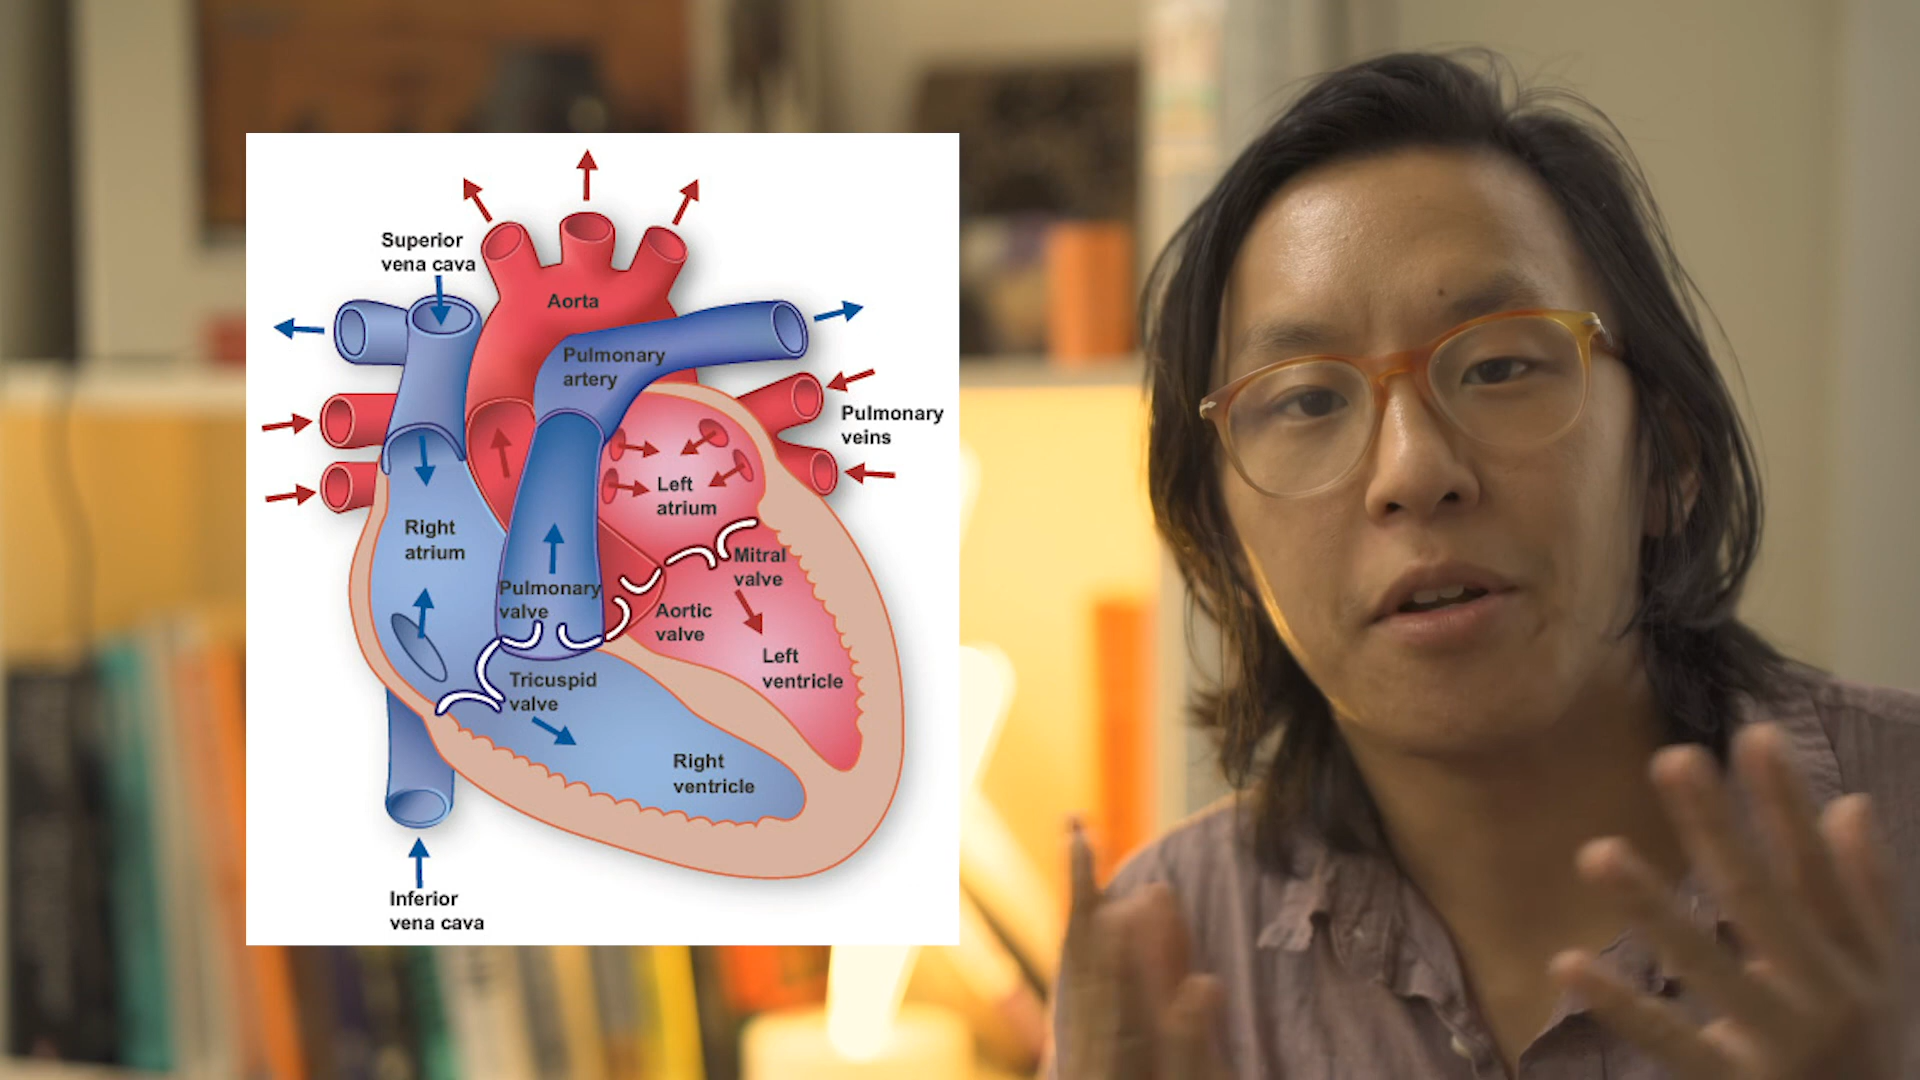 Superior
vena cava
Aorta
Pulmonary
artery
Pulmonary
veins
Left
atrium
Right
atrium
Mitral
valve
Pulmonary
valve
Aortic
valve
Left
ventricle
Tricuspid
valve
Right
ventricle
Inferior
vena cava